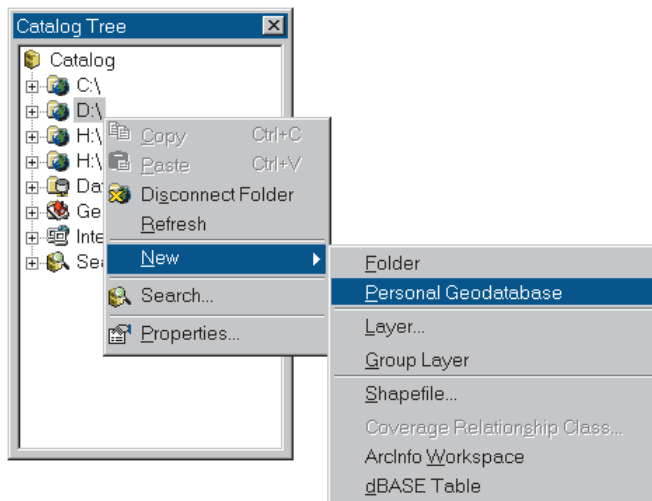 Catalog Tree
Catalog
C:\
D:\
H:\
H:\
Da
Ge
Inte
Sea
Copy Ctrl+C
Paste Ctrl+V
Disconnect Folder
Refresh
New
Search...
Properties...
Folder
Personal Geodatabase
Layer...
Group Layer
Shapefile...
Coverage Relationship Class...
ArcInfo Workspace
dBASE Table